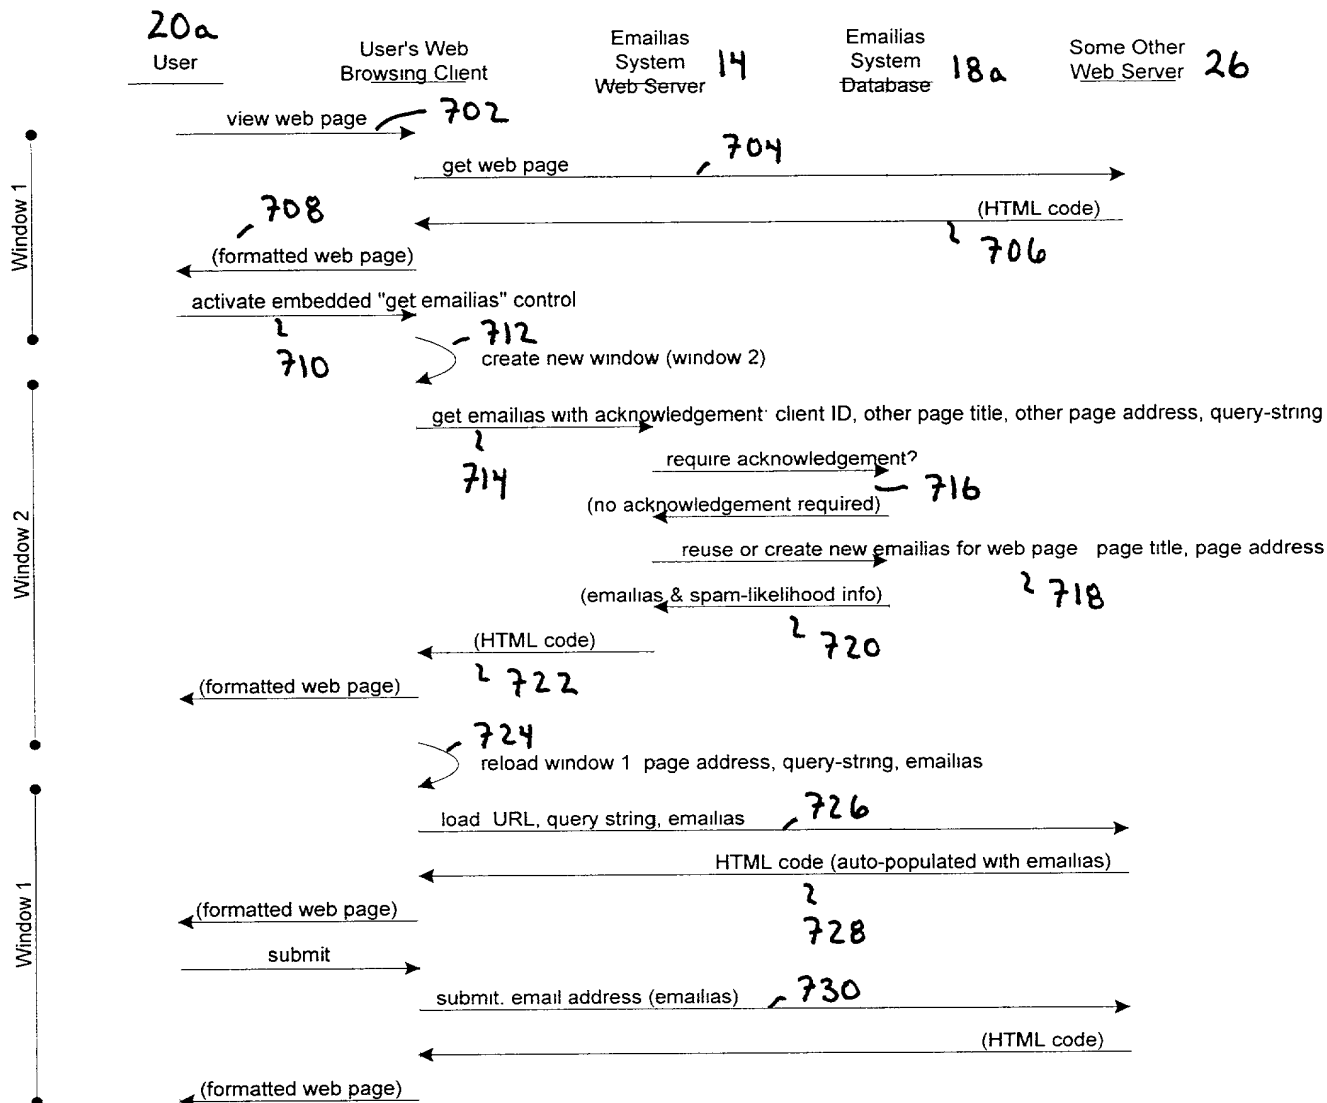 20a
User
User's Web
Browsing Client
Emailias
System
Web Server
14
Emailias
System
Database
18a
Some Other
Web Server
26
view web page
702
Window 1
get web page
704
(HTML code)
706
708
(formatted web page)
activate embedded "get emailias" control
710
712
create new window (window 2)
Window 2
get emailias with acknowledgement: client ID, other page title, other page address, query-string
714
require acknowledgement?
716
(no acknowledgement required)
reuse or create new emailias for web page page title, page address
718
(emailias & spam-likelihood info)
720
(HTML code)
722
(formatted web page)
724
reload window 1 page address, query-string, emailias
Window 1
load URL, query string, emailias
726
HTML code (auto-populated with emailias)
728
(formatted web page)
submit
submit. email address (emailias)
730
(HTML code)
(formatted web page)